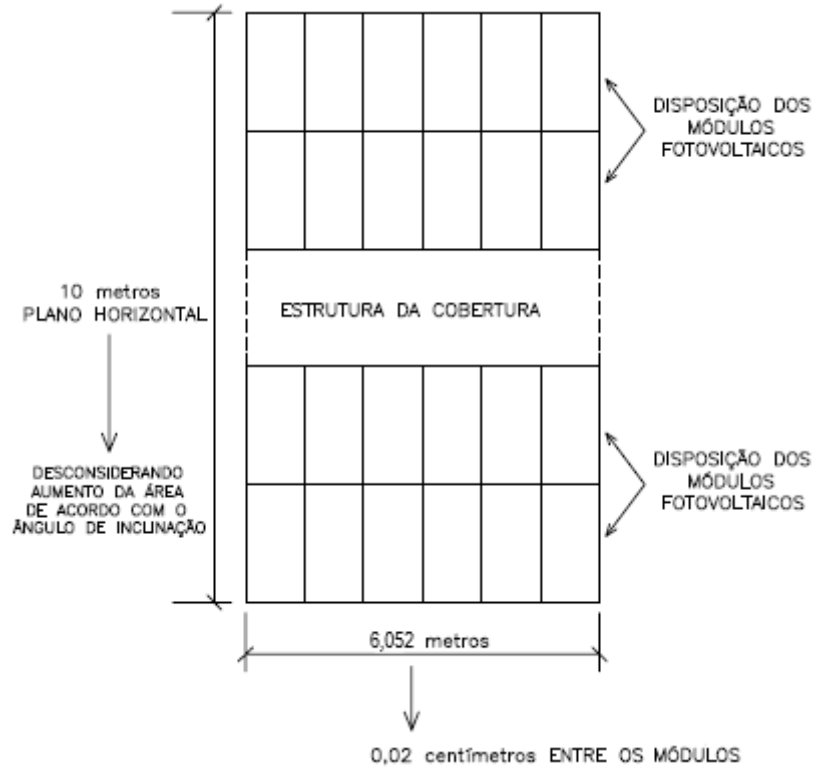 DISPOSIÇÃO DOS
MÓDULOS
FOTOVOLTAICOS
10 metros
PLANO HORIZONTAL
ESTRUTURA DA COBERTURA
DESCONSIDERANDO
AUMENTO DA ÁREA
DE ACORDO COM O
ÂNGULO DE INCLINAÇÃO
DISPOSIÇÃO DOS
MÓDULOS
FOTOVOLTAICOS
6,052 metros
0,02 centímetros ENTRE OS MÓDULOS